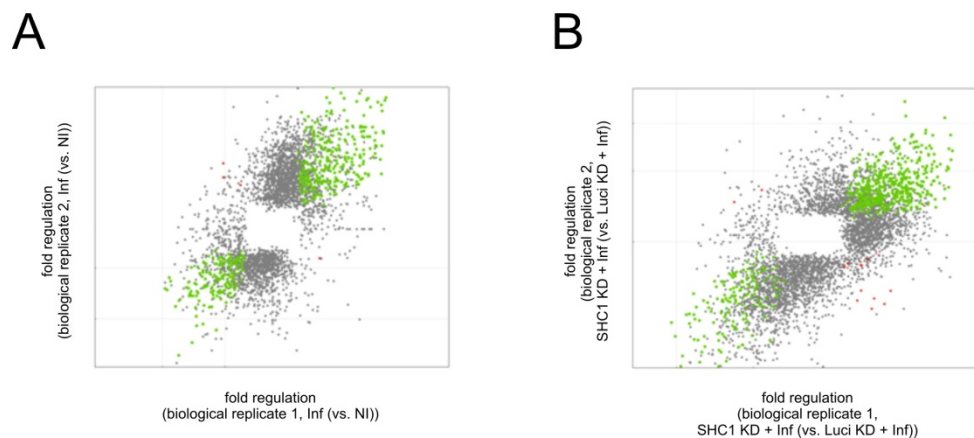 A
B
fold regulation
(biological replicate 2, Inf (vs. NI))
fold regulation
(biological replicate 1, Inf (vs. NI))
fold regulation
(biological replicate 2,
SHC1 KD + Inf (vs. Luci KD + Inf))
fold regulation
(biological replicate 1,
SHC1 KD + Inf (vs. Luci KD + Inf))